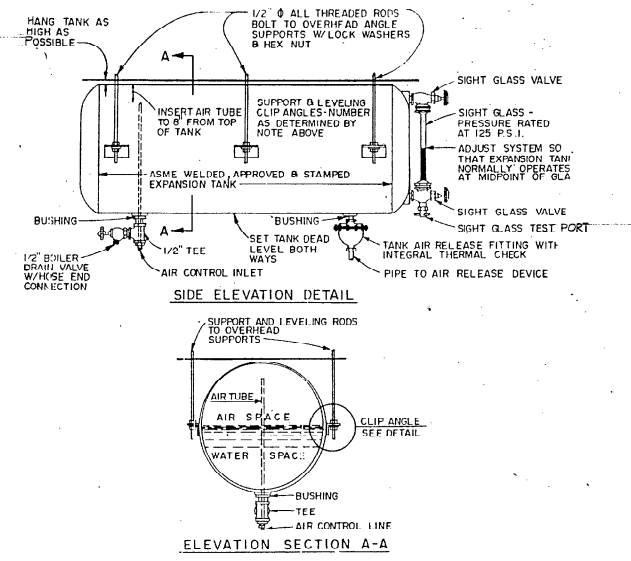 HANG TANK AS
HIGH AS
POSSIBLE
A
1/2" Φ ALL THREADED RODS
BOLT TO OVERHEAD ANGLE
SUPPORTS W/LOCK WASHERS
& HEX NUT
SIGHT GLASS VALVE
INSERT AIR TUBE
TO 8" FROM TOP
OF TANK
SUPPORT & LEVELING
CLIP ANGLES-NUMBER
AS DETERMINED BY
NOTE ABOVE
SIGHT GLASS -
PRESSURE RATED
AT 125 P.S.I.
ADJUST SYSTEM SO
THAT EXPANSION TANI
NORMALLY OPERATES
AT MIDPOINT OF GLA
ASME WELDED, APPROVED & STAMPED
EXPANSION TANK
BUSHING
A
BUSHING
SIGHT GLASS VALVE
SIGHT GLASS TEST PORT
1/2" BOILER
DRAIN VALVE
W/HOSE END
CONNECTION
1/2" TEE
AIR CONTROL INLET
SET TANK DEAD
LEVEL BOTH
WAYS
TANK AIR RELEASE FITTING WITH
INTEGRAL THERMAL CHECK
PIPE TO AIR RELEASE DEVICE
SIDE ELEVATION DETAIL
SUPPORT AND LEVELING RODS
TO OVERHEAD
SUPPORTS
AIR TUBE
AIR SPACE
CLIP ANGLE
SEE DETAIL
WATER SPACE
BUSHING
TEE
AIR CONTROL LINE
ELEVATION SECTION A-A